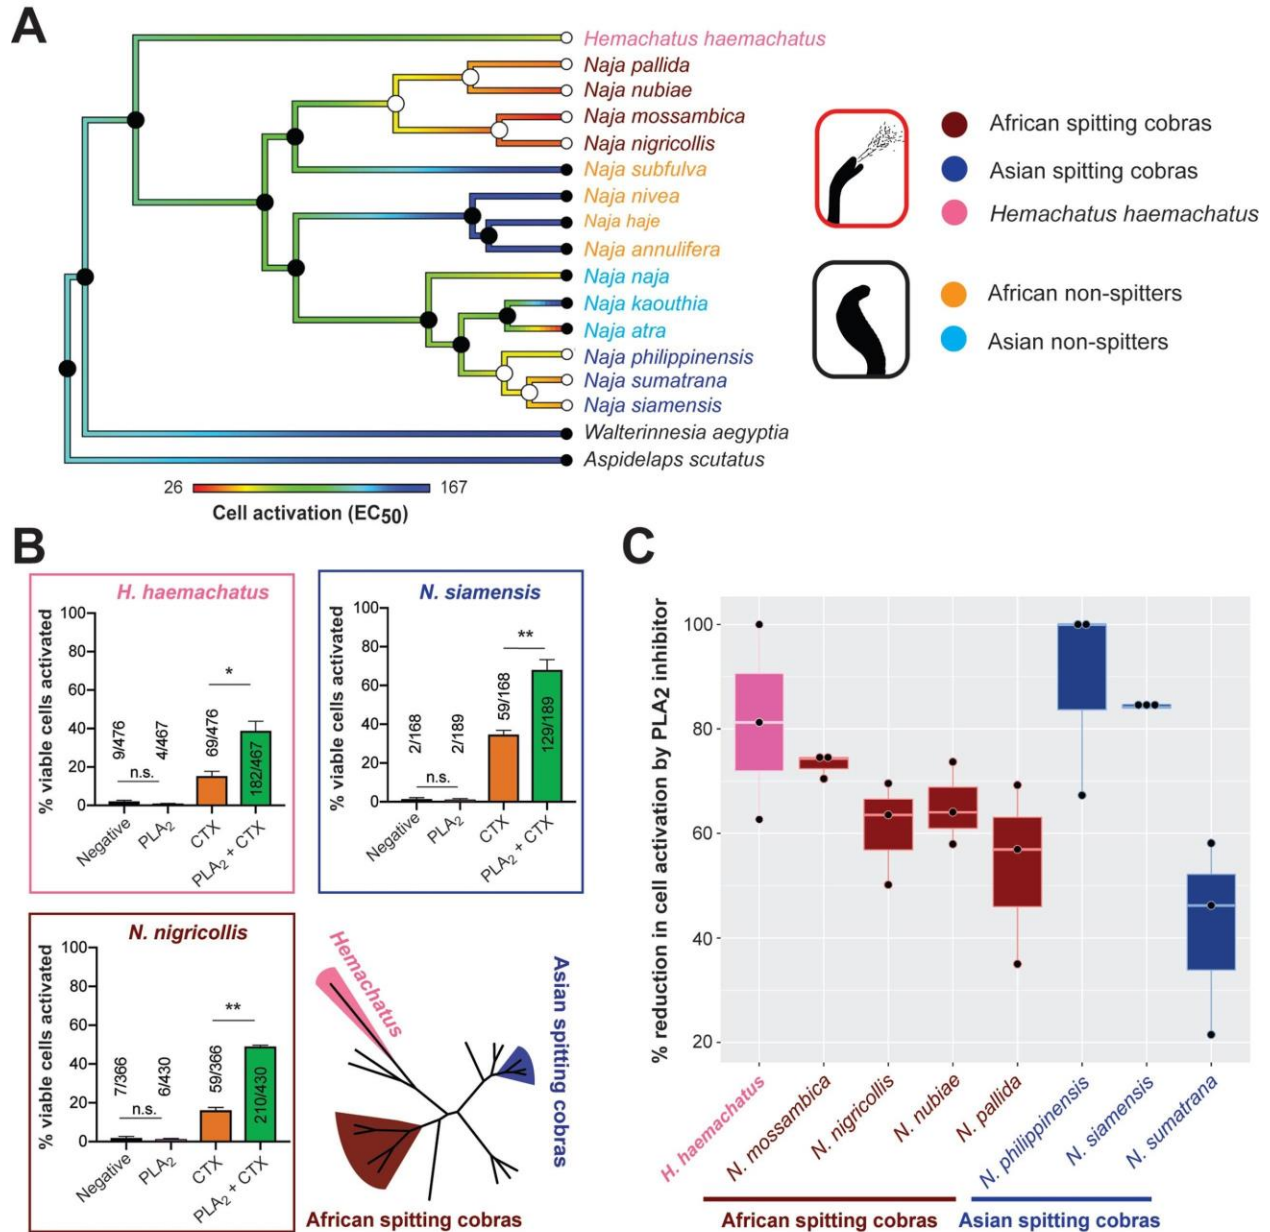 A
Hemachatus haemachatus
Naja pallida
Naja nubiae
Naja mossambica
Naja nigricollis
Naja subfulva
Naja nivea
Naja haje
Naja annulifera
Naja naja
Naja kaouthia
Naja atra
Naja philippinensis
Naja sumatrana
Naja siamensis
Walterinnesia aegyptia
Aspidelaps scutatus
26
167
Cell activation (EC50)
African spitting cobras
Asian spitting cobras
Hemachatus haemachatus
African non-spitters
Asian non-spitters
B
H. haemachatus
% viable cells activated
100
80
60
40
20
0
9/476
4/467
69/476
182/467
n.s.
*
Negative
PLA2
CTX
PLA2 + CTX
N. siamensis
% viable cells activated
100
80
60
40
20
0
2/168
2/189
59/168
129/189
n.s.
**
Negative
PLA2
CTX
PLA2 + CTX
N. nigricollis
% viable cells activated
100
80
60
40
20
0
7/366
6/430
59/366
210/430
n.s.
**
Negative
PLA2
CTX
PLA2 + CTX
Hemachatus
Asian spitting cobras
African spitting cobras
C
% reduction in cell activation by PLA2 inhibitor
100
80
60
40
20
H. haemachatus
N. mossambica
N. nigricollis
N. nubiae
N. pallida
N. philippinensis
N. siamensis
N. sumatrana
African spitting cobras
Asian spitting cobras